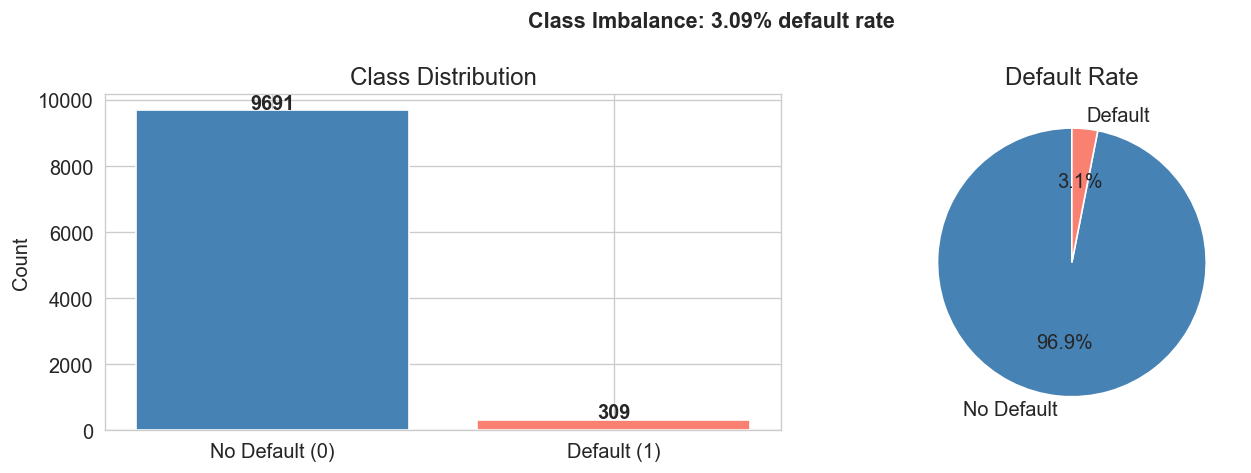 Class Imbalance: 3.09% default rate
Class Distribution
Count
10000
8000
6000
4000
2000
0
9691
309
No Default (0)
Default (1)
Default Rate
Default
3.1%
96.9%
No Default